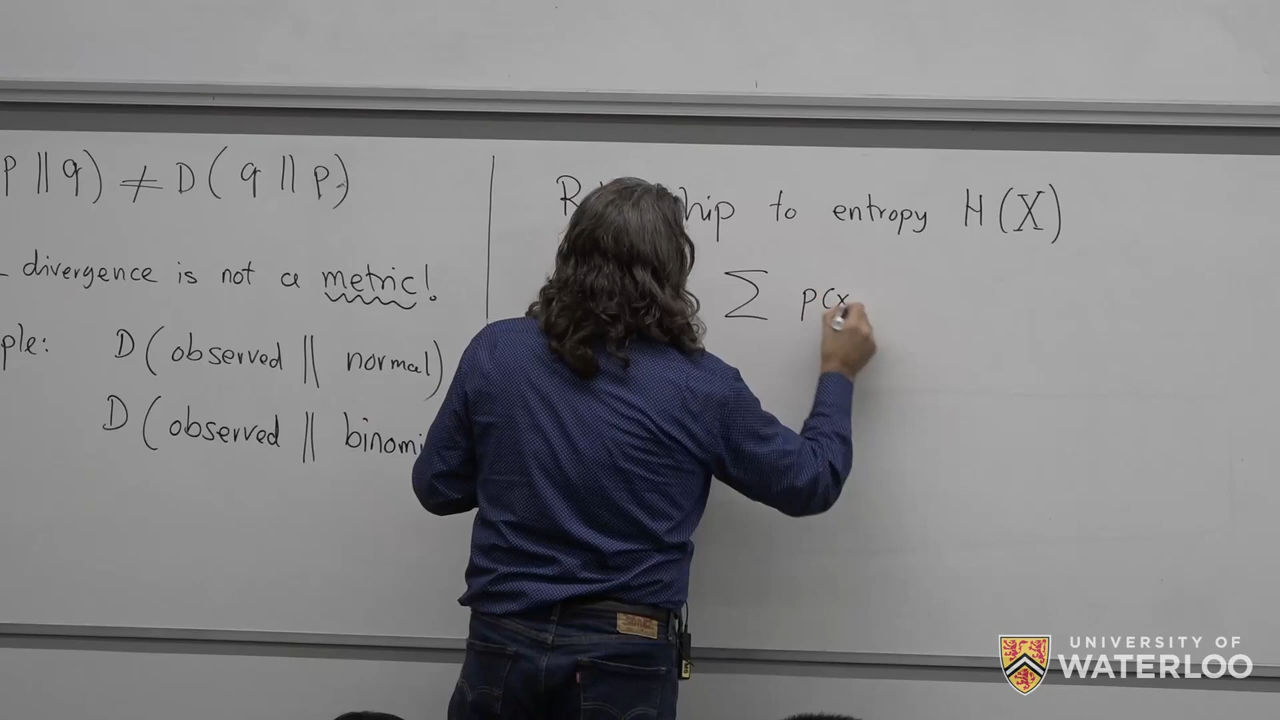 p || q) ≠ D( q || p)
divergence is not a metric!
ple: D( observed || normal)
D( observed || binomi
hip to entropy H(X)
∑ p(x
UNIVERSITY OF
WATERLOO